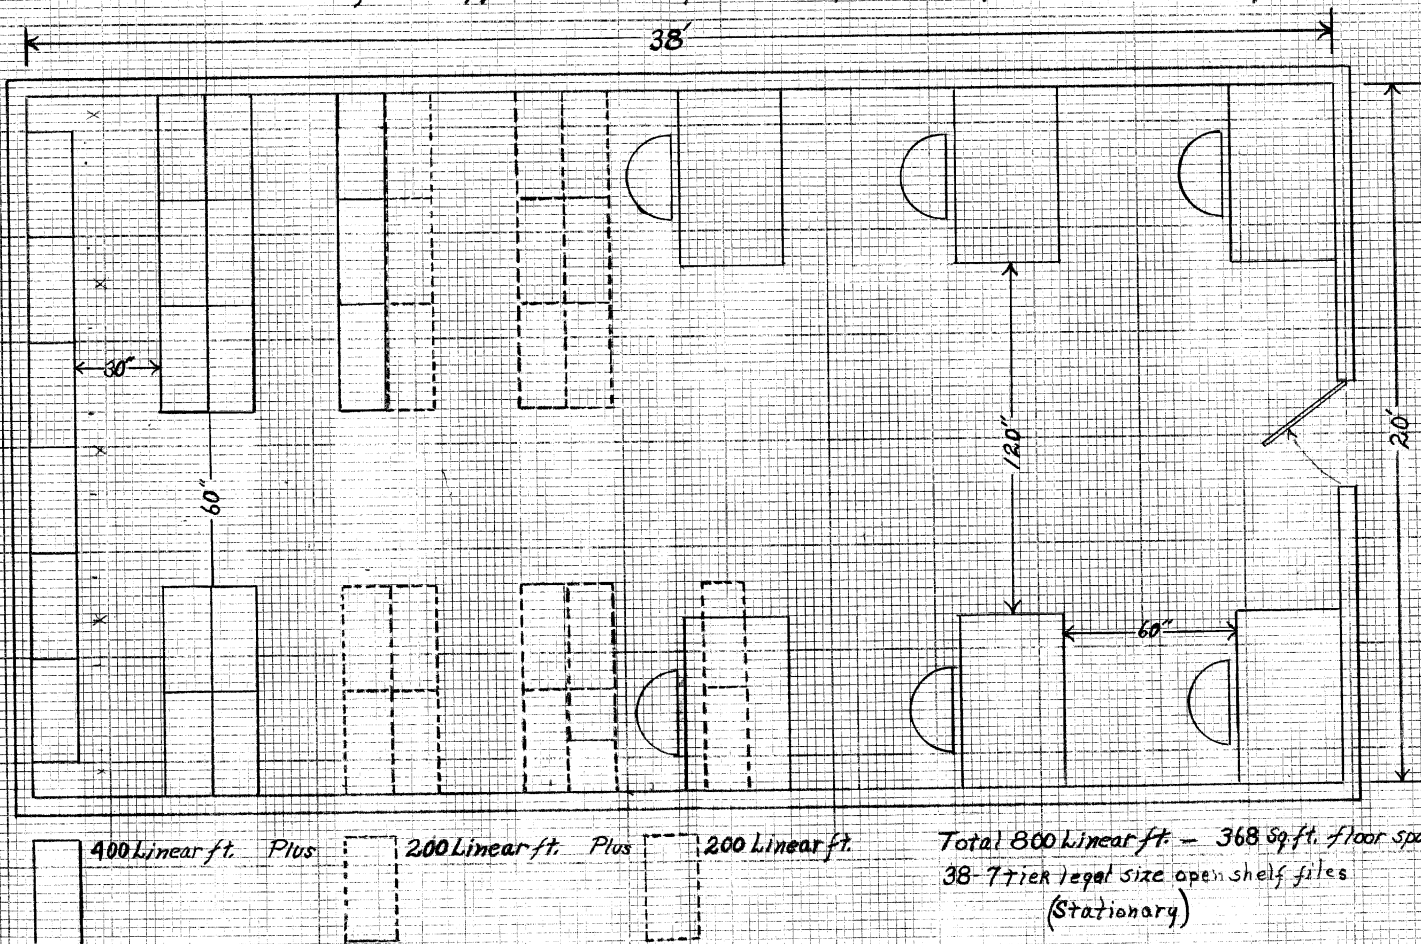 38'
30"
60"
120"
20'
60"
400 Linear ft. Plus 200 Linear ft. Plus 200 Linear ft. Total 800 Linear ft. – 368 Sq ft. floor spa
38-7 tier legal size open shelf files
(Stationary)